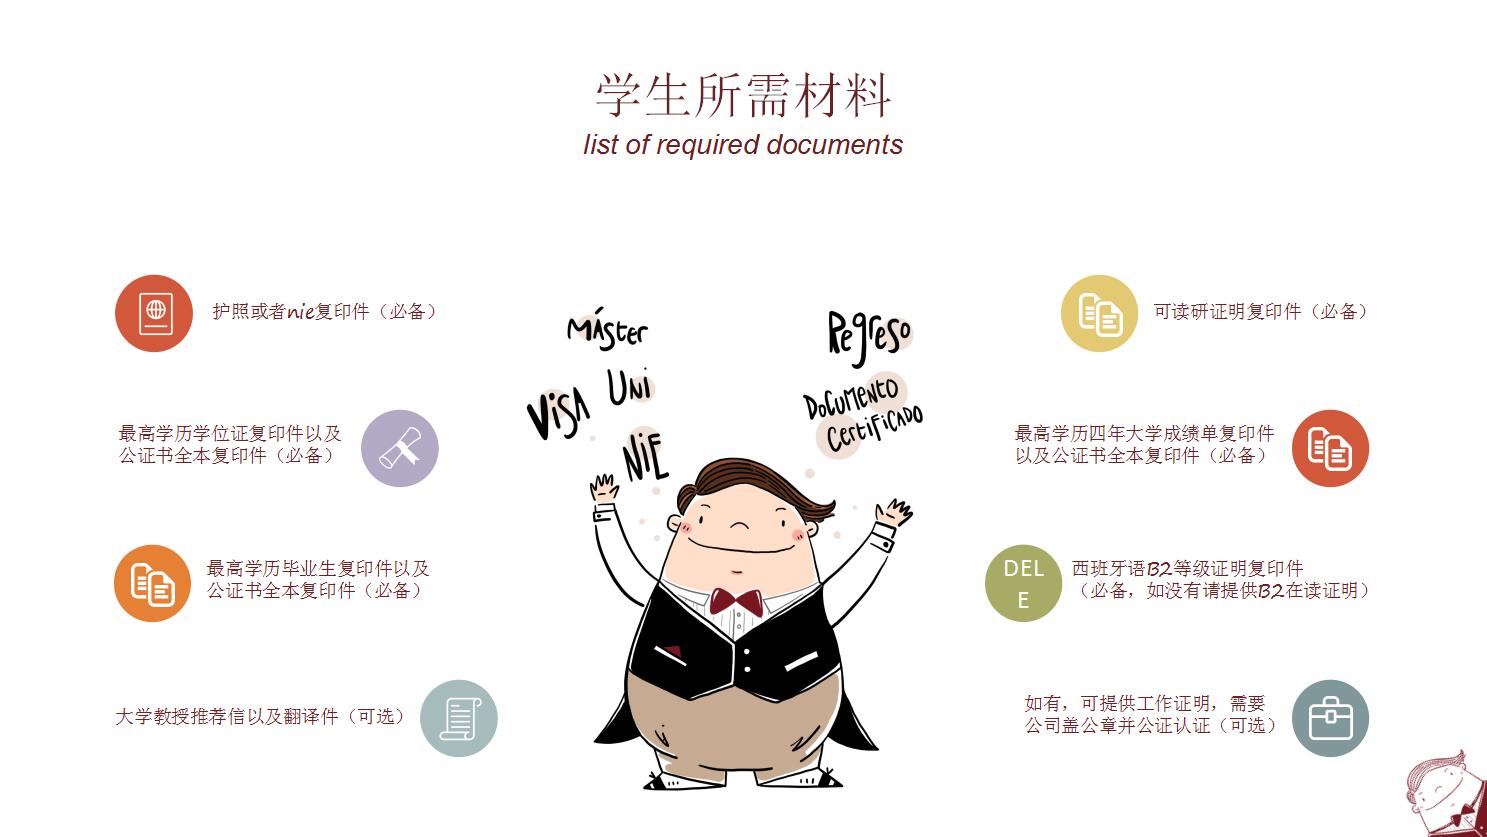 学生所需材料
list of required documents
护照或者nie复印件（必备）
最高学历学位证复印件以及
公证书全本复印件（必备）
最高学历毕业生复印件以及
公证书全本复印件（必备）
大学教授推荐信以及翻译件（可选）
MÁSter
UNi
ViSA
NiE
RegreSo
DoCuMENtO
CertiFiCADO
可读研证明复印件（必备）
最高学历四年大学成绩单复印件
以及公证书全本复印件（必备）
DEL
E
西班牙语B2等级证明复印件
（必备，如没有请提供B2在读证明）
如有，可提供工作证明，需要
公司盖公章并公证认证（可选）